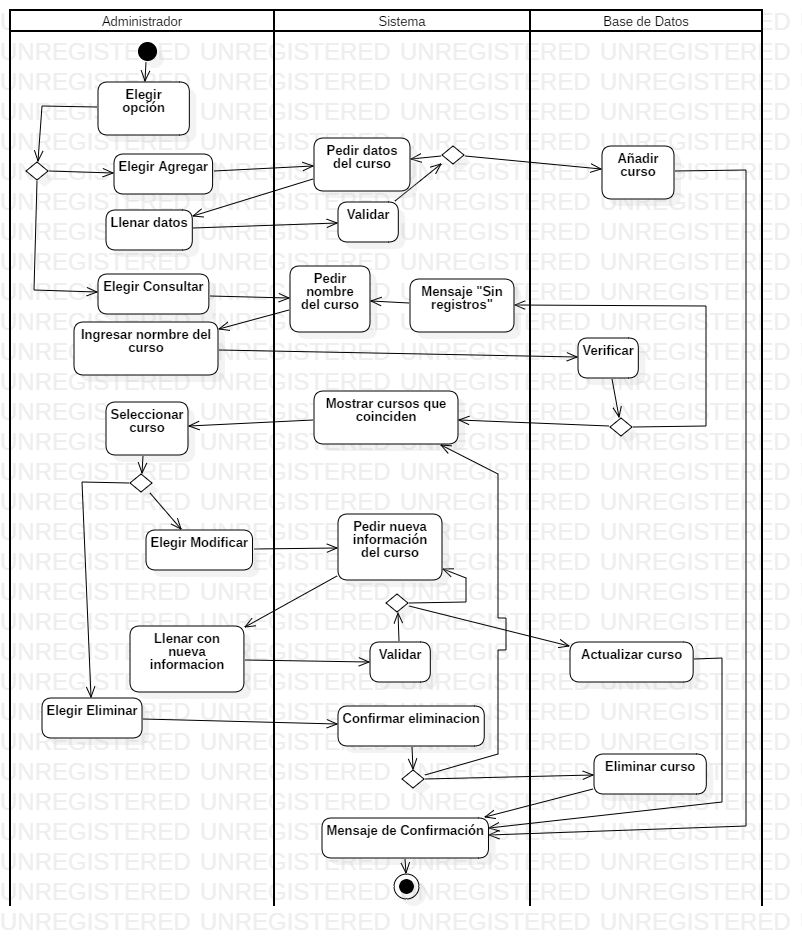 Administrador
Sistema
Base de Datos
Elegir
opción
Elegir Agregar
Pedir datos
del curso
Añadir
curso
Llenar datos
Validar
Elegir Consultar
Pedir
nombre
del curso
Mensaje "Sin
registros"
Ingresar normbre del
curso
Verificar
Seleccionar
curso
Mostrar cursos que
coinciden
Elegir Modificar
Pedir nueva
información
del curso
Llenar con
nueva
informacion
Validar
Actualizar curso
Elegir Eliminar
Confirmar eliminacion
Eliminar curso
Mensaje de Confirmación
UNREGISTERED